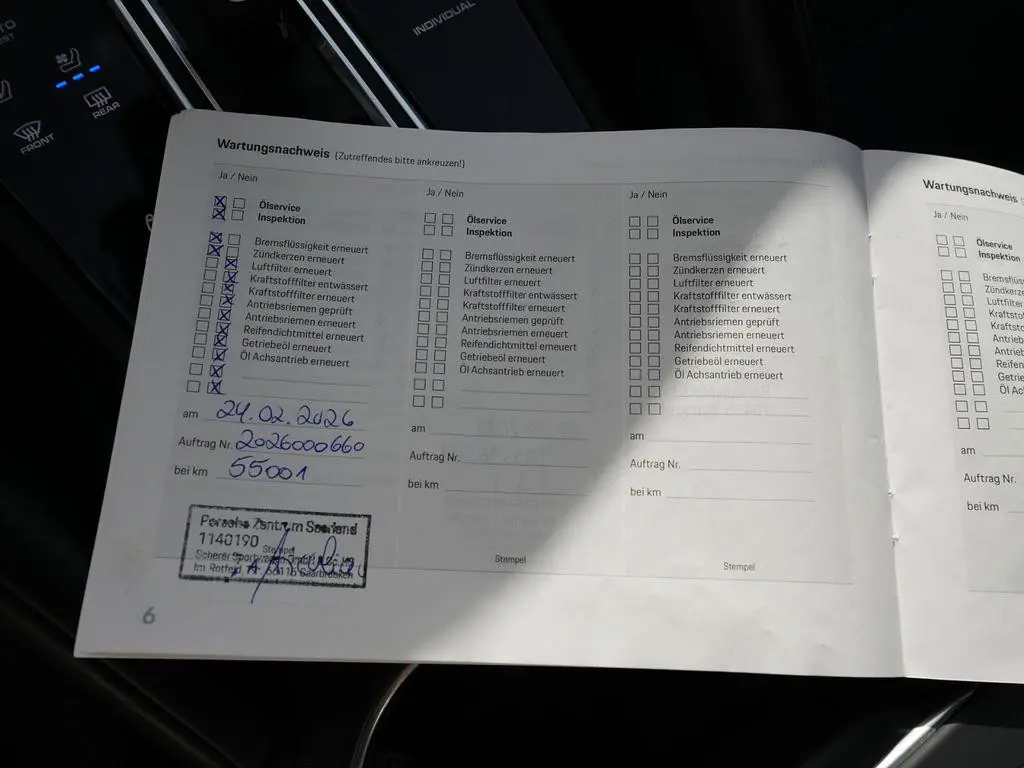 INDIVIDUAL
REAR
FRONT
Wartungsnachweis (Zutreffendes bitte ankreuzen!)
Ja / Nein
Ölservice
Inspektion
Bremsflüssigkeit erneuert
Zündkerzen erneuert
Luftfilter erneuert
Kraftstofffilter entwässert
Kraftstofffilter erneuert
Antriebsriemen geprüft
Antriebsriemen erneuert
Reifendichtmittel erneuert
Getriebeöl erneuert
Öl Achsantrieb erneuert
am 24.02.2026
Auftrag Nr. 2026000660
bei km 55001
Porsche Zentrum Saarland
1140190
Stempel
Im Rotfeld
6
Ja / Nein
Ölservice
Inspektion
Bremsflüssigkeit erneuert
Zündkerzen erneuert
Luftfilter erneuert
Kraftstofffilter entwässert
Kraftstofffilter erneuert
Antriebsriemen geprüft
Antriebsriemen erneuert
Reifendichtmittel erneuert
Getriebeöl erneuert
Öl Achsantrieb erneuert
am
Auftrag Nr.
bei km
Stempel
Ja / Nein
Ölservice
Inspektion
Bremsflüssigkeit erneuert
Zündkerzen erneuert
Luftfilter erneuert
Kraftstofffilter entwässert
Kraftstofffilter erneuert
Antriebsriemen geprüft
Antriebsriemen erneuert
Reifendichtmittel erneuert
Getriebeöl erneuert
Öl Achsantrieb erneuert
am
Auftrag Nr.
bei km
Stempel
Wartungsnachweis
Ja / Nein
Ölservice
Inspektion
am
Auftrag Nr.
bei km